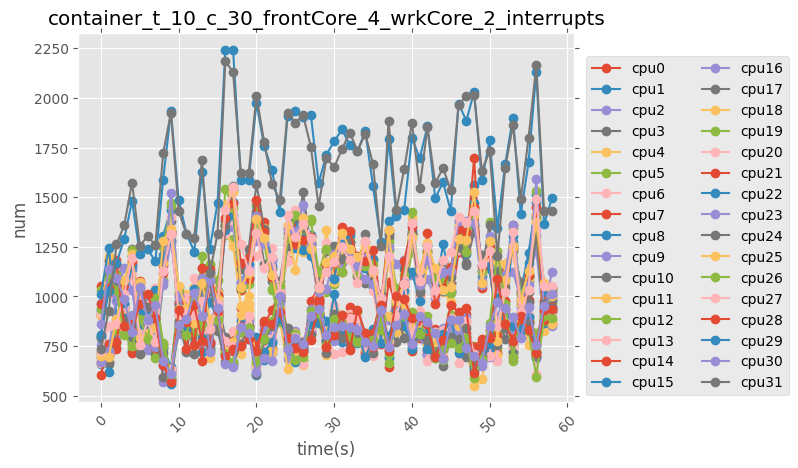 container_t_10_c_30_frontCore_4_wrkCore_2_interrupts
num
2250
2000
1750
1500
1250
1000
750
500
0
10
20
30
40
50
60
time(s)
cpu0
cpu1
cpu2
cpu3
cpu4
cpu5
cpu6
cpu7
cpu8
cpu9
cpu10
cpu11
cpu12
cpu13
cpu14
cpu15
cpu16
cpu17
cpu18
cpu19
cpu20
cpu21
cpu22
cpu23
cpu24
cpu25
cpu26
cpu27
cpu28
cpu29
cpu30
cpu31